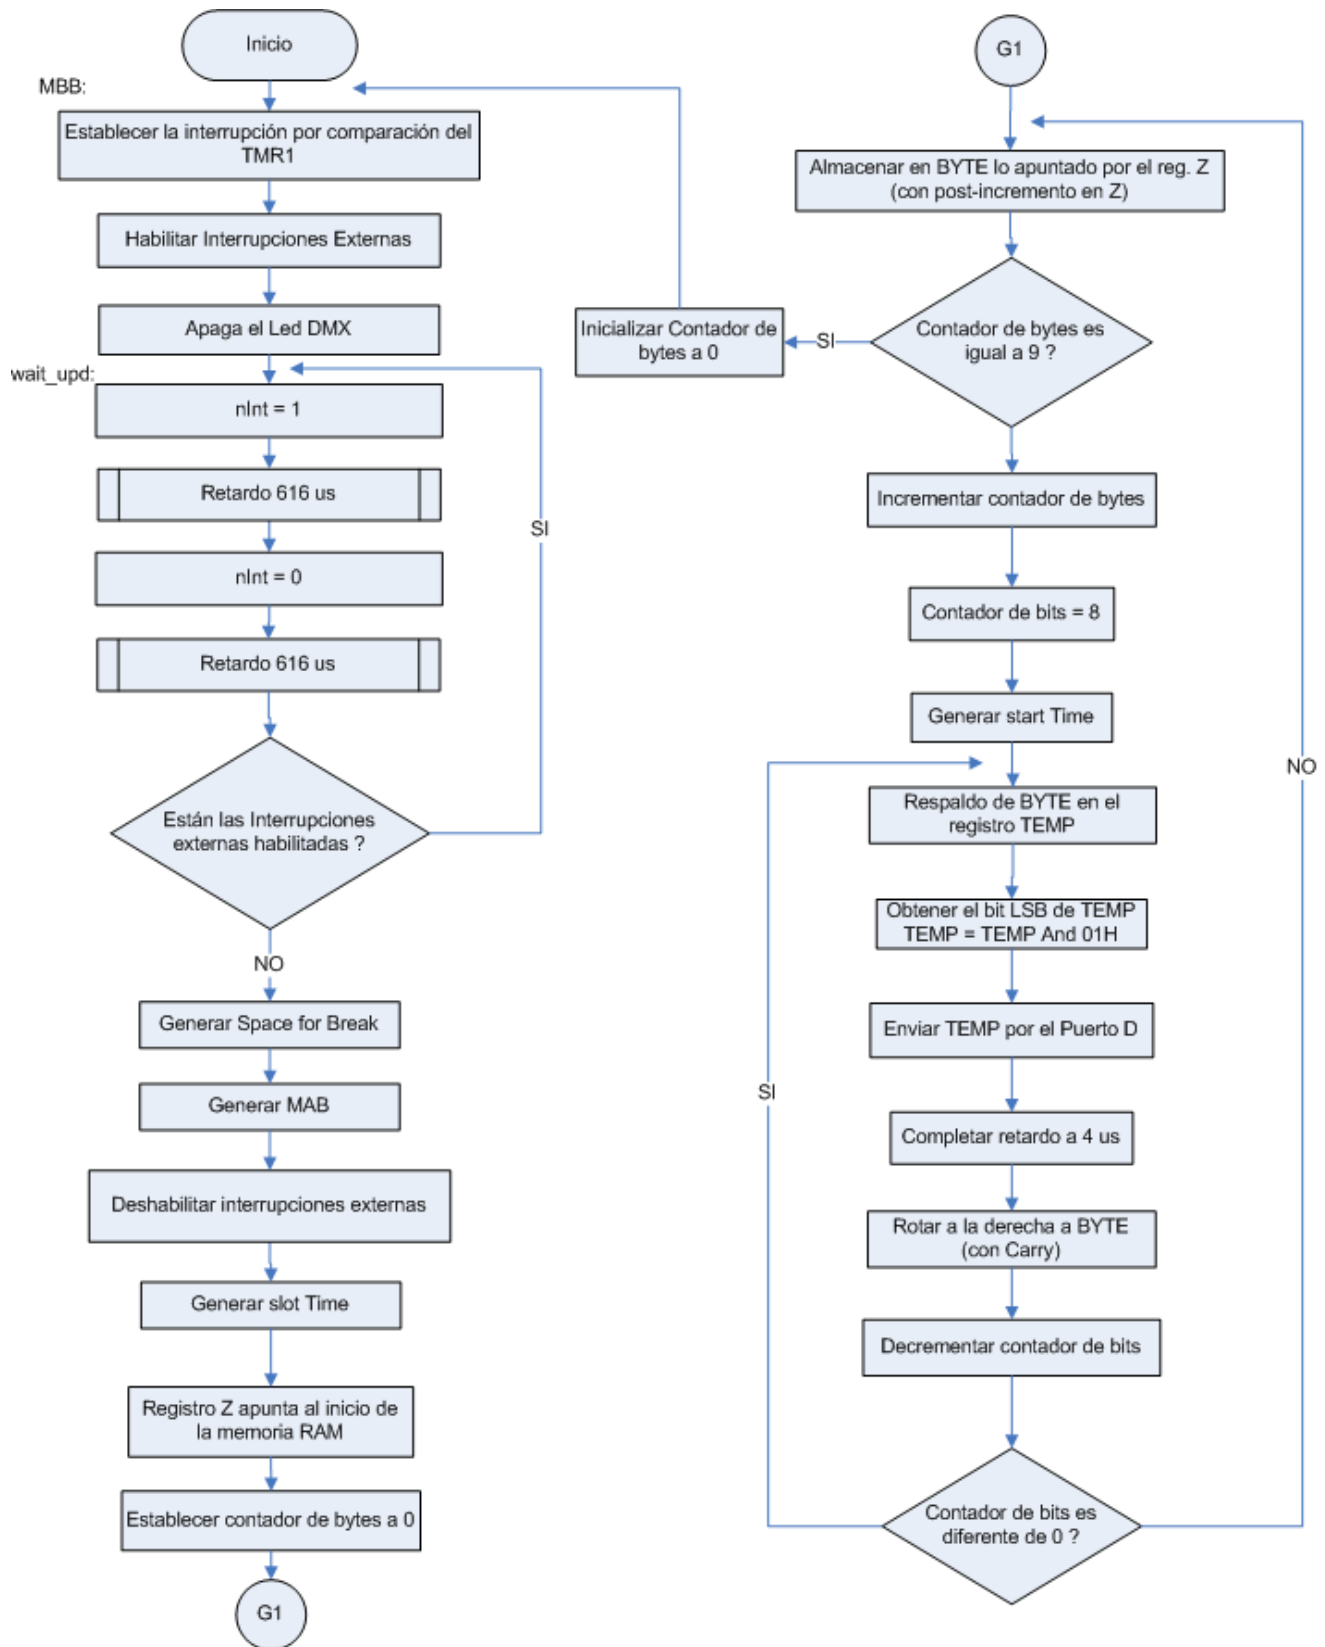 Inicio
MBB:
Establecer la interrupción por comparación del
TMR1
Habilitar Interrupciones Externas
Apaga el Led DMX
wait_upd:
nInt = 1
Retardo 616 us
nInt = 0
Retardo 616 us
SI
Están las Interrupciones
externas habilitadas ?
NO
Generar Space for Break
Generar MAB
Deshabilitar interrupciones externas
Generar slot Time
Registro Z apunta al inicio de
la memoria RAM
Establecer contador de bytes a 0
G1
G1
Almacenar en BYTE lo apuntado por el reg. Z
(con post-incremento en Z)
Contador de bytes es
igual a 9 ?
SI
Inicializar Contador de
bytes a 0
Incrementar contador de bytes
Contador de bits = 8
Generar start Time
Respaldo de BYTE en el
registro TEMP
Obtener el bit LSB de TEMP
TEMP = TEMP And 01H
Enviar TEMP por el Puerto D
Completar retardo a 4 us
Rotar a la derecha a BYTE
(con Carry)
Decrementar contador de bits
Contador de bits es
diferente de 0 ?
SI
NO